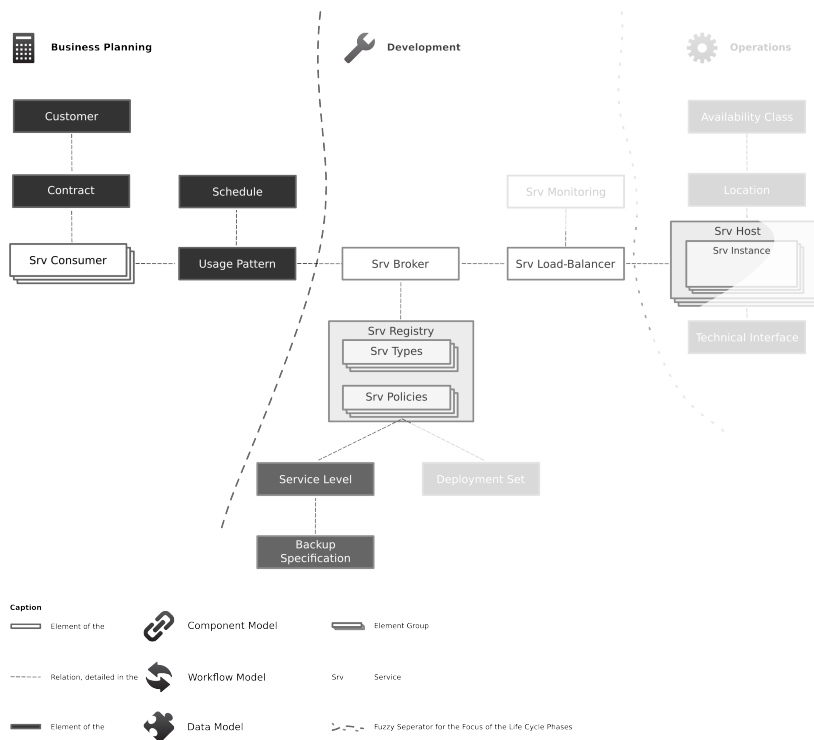 Business Planning
Development
Operations
Customer
Availability Class
Contract
Schedule
Srv Monitoring
Location
Srv Consumer
Usage Pattern
Srv Broker
Srv Load-Balancer
Srv Host
Srv Instance
Srv Registry
Srv Types
Srv Policies
Technical Interface
Service Level
Deployment Set
Backup
Specification
Caption
Element of the
Component Model
Element Group
Relation, detailed in the
Workflow Model
Srv
Service
Element of the
Data Model
Fuzzy Seperator for the Focus of the Life Cycle Phases